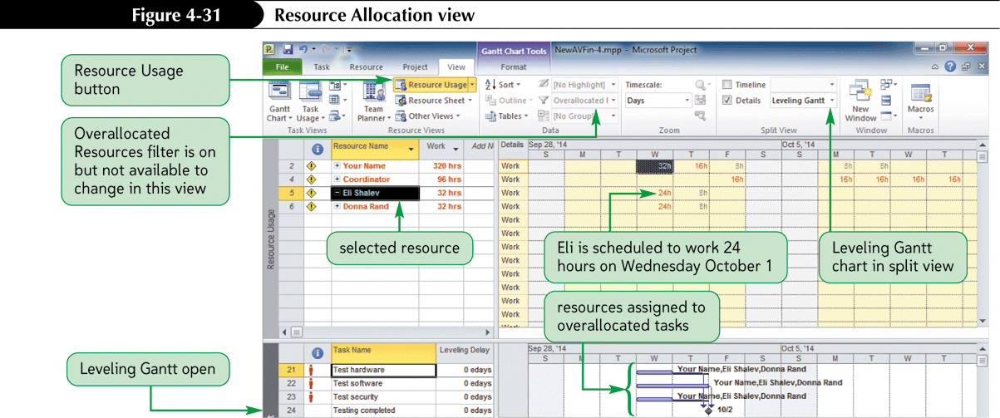 Figure 4-31 Resource Allocation view
Gantt Chart Tools NewAVFin-4.mpp - Microsoft Project
File Task Resource Project View Format
Resource Usage
button
Gantt
Chart
Task
Usage
Task Views
Team
Planner
Resource Usage
Resource Sheet
Other Views
Resource Views
Sort
Outline
Tables
[No Highlight]
Overallocated
[No Group]
Data
Timescale:
Days
Zoom
Timeline
Details
Leveling Gantt
Split View
New
Window
Window
Macros
Macros
Overallocated
Resources filter is on
but not available to
change in this view
Resource Name Work Add N Details Sep 28, '14 Oct 5, '14
S M T W T F S S M T W T
2 Your Name 320 hrs Work 32h 16h 8h 8h 8h
4 Coordinator 96 hrs Work 16h 16h 16h 16h 16h
5 Eli Shalev 32 hrs Work 24h 8h
6 Donna Rand 32 hrs Work 24h 8h
Work
Work
Work
Work
Work
Work
Work
Work
Resource Usage
selected resource
Eli is scheduled to work 24
hours on Wednesday October 1
Leveling Gantt
chart in split view
resources assigned to
overallocated tasks
Leveling Gantt open
Task Name Leveling Delay Sep 28, '14 Oct 5, '14
S M T W T F S S M T W T
21 Test hardware 0 edays Your Name,Eli Shalev,Donna Rand
22 Test software 0 edays Your Name,Eli Shalev,Donna Rand
23 Test security 0 edays Your Name,Eli Shalev,Donna Rand
24 Testing completed 0 edays 10/2